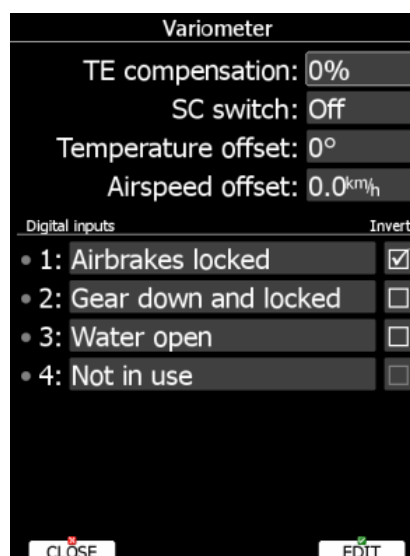 Variometer
TE compensation: 0%
SC switch: Off
Temperature offset: 0°
Airspeed offset: 0.0km/h
Digital inputs Invert
1: Airbrakes locked
2: Gear down and locked
3: Water open
4: Not in use
CLOSE EDIT